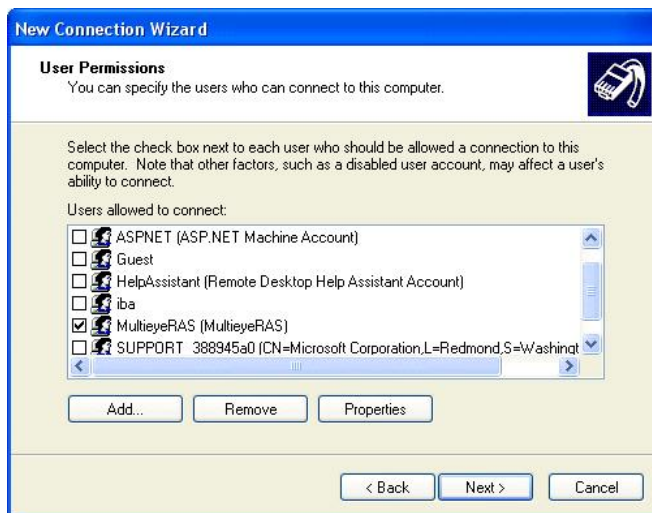 New Connection Wizard
User Permissions
You can specify the users who can connect to this computer.
Select the check box next to each user who should be allowed a connection to this
computer. Note that other factors, such as a disabled user account, may affect a user's
ability to connect.
Users allowed to connect:
ASPNET (ASP.NET Machine Account)
Guest
HelpAssistant (Remote Desktop Help Assistant Account)
iba
MultieyeRAS (MultieyeRAS)
SUPPORT_388945a0 (CN=Microsoft Corporation,L=Redmond,S=Washingt
Add... Remove Properties
< Back Next > Cancel